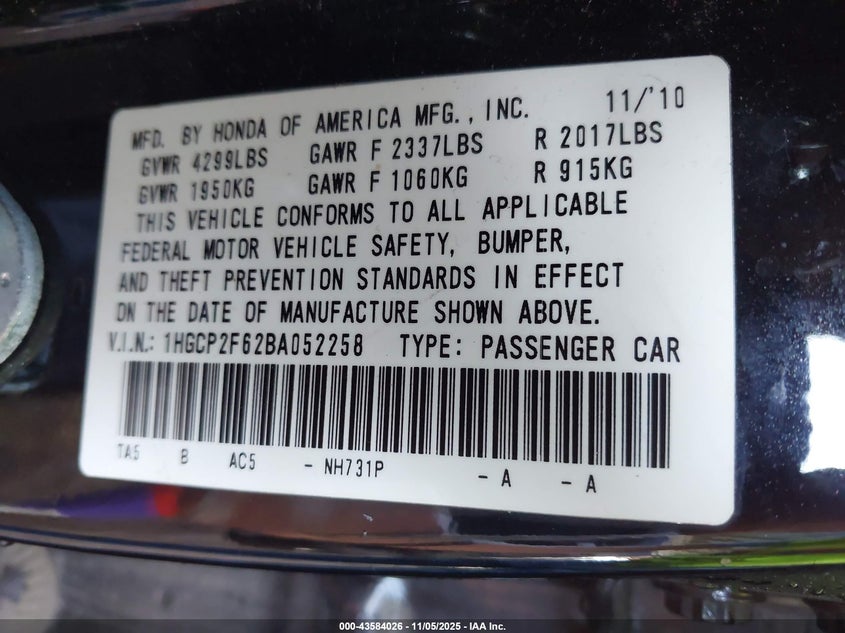 MFD. BY HONDA OF AMERICA MFG., INC. 11/'10
GVWR 4299LBS GAWR F 2337LBS R 2017LBS
GVWR 1950KG GAWR F 1060KG R 915KG
THIS VEHICLE CONFORMS TO ALL APPLICABLE
FEDERAL MOTOR VEHICLE SAFETY, BUMPER,
AND THEFT PREVENTION STANDARDS IN EFFECT
ON THE DATE OF MANUFACTURE SHOWN ABOVE.
V.I.N.: 1HGCP2F62BA052258 TYPE: PASSENGER CAR
TA5 B AC5 - NH731P - A - A
000-43584026 - 11/05/2025 - IAA Inc.